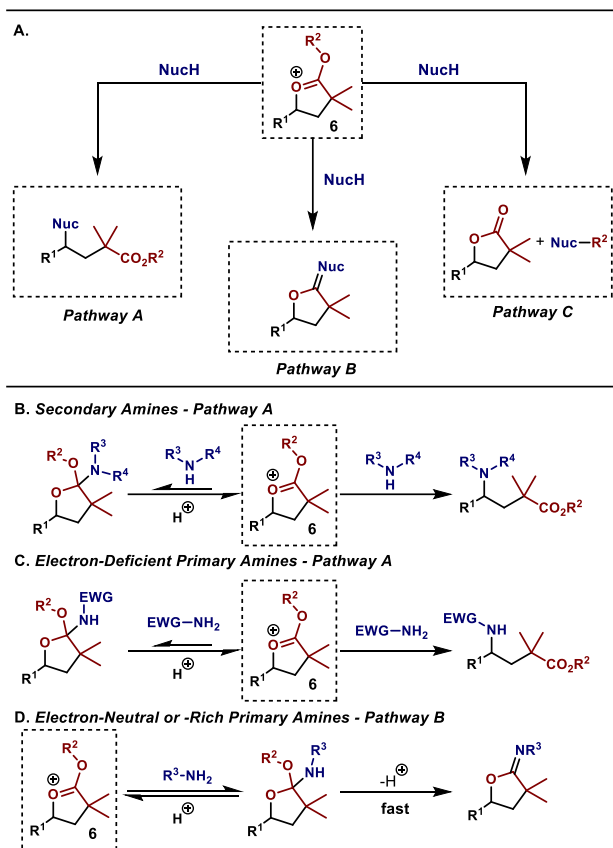 A.
R2
O
NucH
⊕
NucH
O
R1
6
NucH
Nuc
R1
CO2R2
Pathway A
Nuc
O
R1
Pathway B
O
O
+ Nuc–R2
R1
Pathway C
B. Secondary Amines - Pathway A
R2
O
R3
N
R4
O
R1
R3
R4
N
H
H⊕
R2
O
⊕
O
R1
6
R3
R4
N
H
R3
R4
N
R1
CO2R2
C. Electron-Deficient Primary Amines - Pathway A
EWG
R2
O
NH
O
R1
EWG–NH2
H⊕
R2
O
⊕
O
R1
6
EWG–NH2
EWG
NH
R1
CO2R2
D. Electron-Neutral or -Rich Primary Amines - Pathway B
R2
O
⊕
O
R1
6
R3–NH2
H⊕
R2
O
R3
NH
O
R1
-H⊕
fast
NR3
O
R1